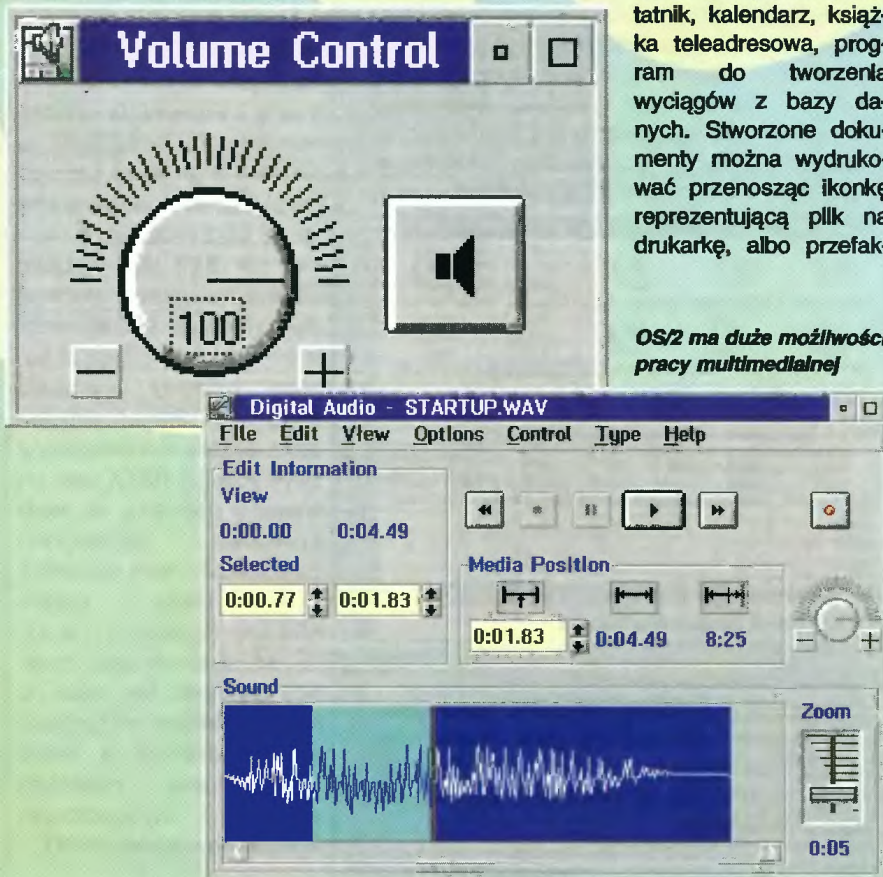 Volume Control
100
tatnik, kalendarz, książ-
ka teleadresowa, prog-
ram do tworzenia
wyciągów z bazy da-
nych. Stworzone doku-
menty można wydruko-
wać przenosząc ikonkę
reprezentującą plik na
drukarkę, albo przefak-
OS/2 ma duże możliwości
pracy multimedialnej
Digital Audio - STARTUP.WAV
File Edit View Options Control Type Help
Edit Information
View
0:00.00 0:04.49
Selected
0:00.77 0:01.83
Media Position
0:01.83 0:04.49 8:25
Sound
Zoom
0:05